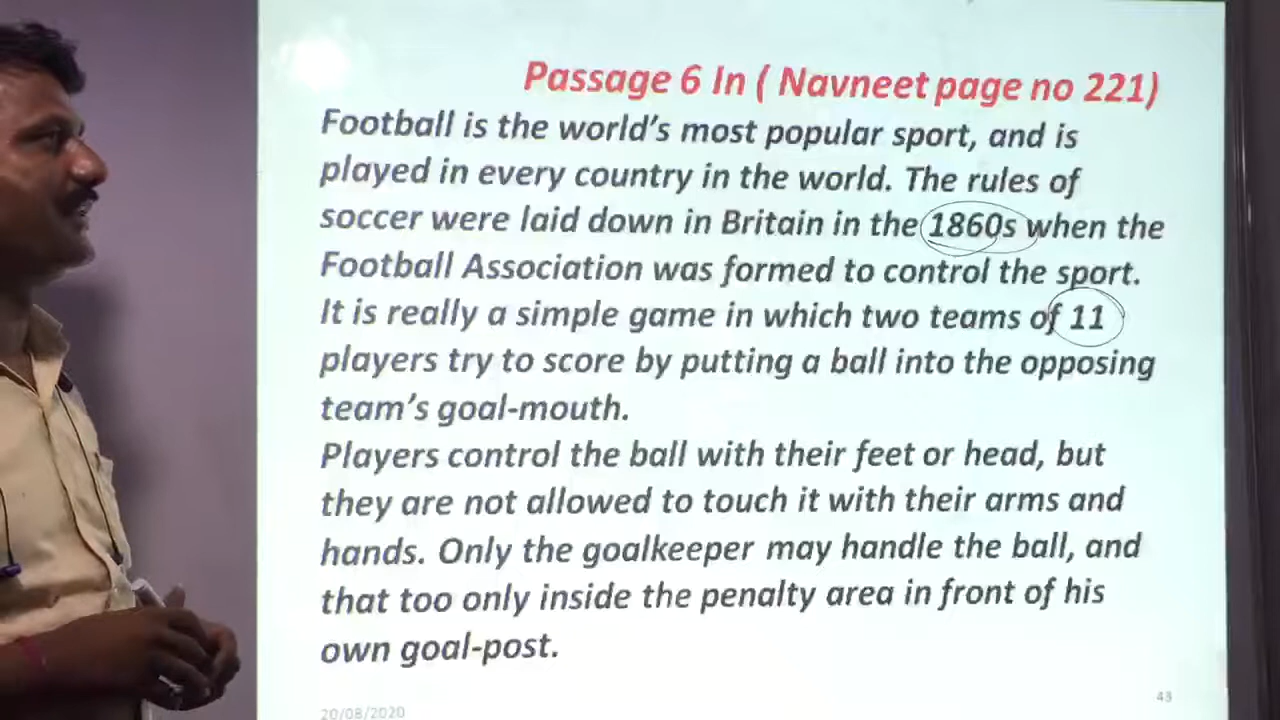 Passage 6 In ( Navneet page no 221)
Football is the world's most popular sport, and is
played in every country in the world. The rules of
soccer were laid down in Britain in the 1860s when the
Football Association was formed to control the sport.
It is really a simple game in which two teams of 11
players try to score by putting a ball into the opposing
team's goal-mouth.
Players control the ball with their feet or head, but
they are not allowed to touch it with their arms and
hands. Only the goalkeeper may handle the ball, and
that too only inside the penalty area in front of his
own goal-post.
43
20/08/2020